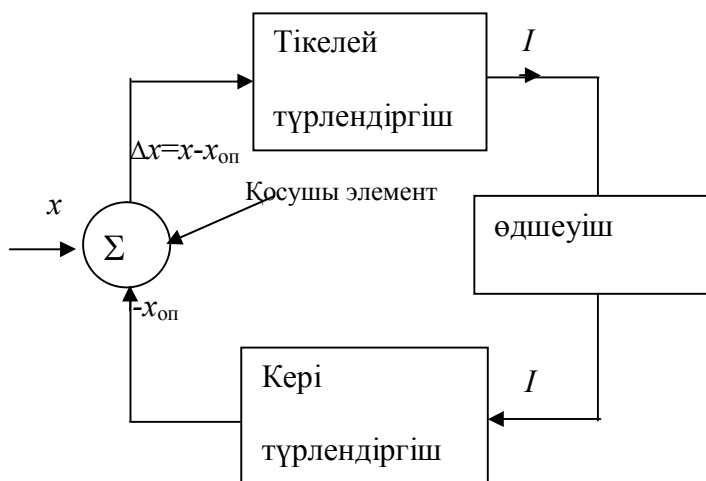 Тікелей
түрлендіргіш
I
Δx=x-xоп
Қосушы элемент
x
Σ
өдшеуіш
-xоп
Кері
түрлендіргіш
I